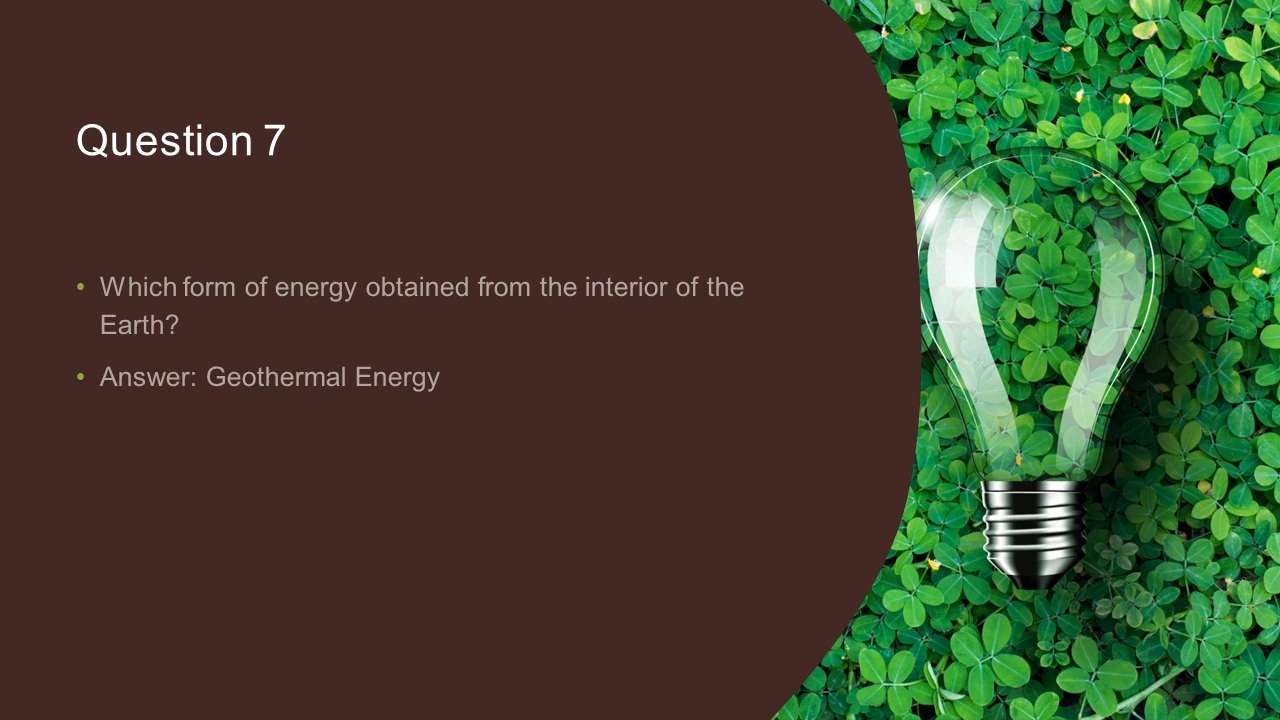 Question 7
• Which form of energy obtained from the interior of the
Earth?
• Answer: Geothermal Energy